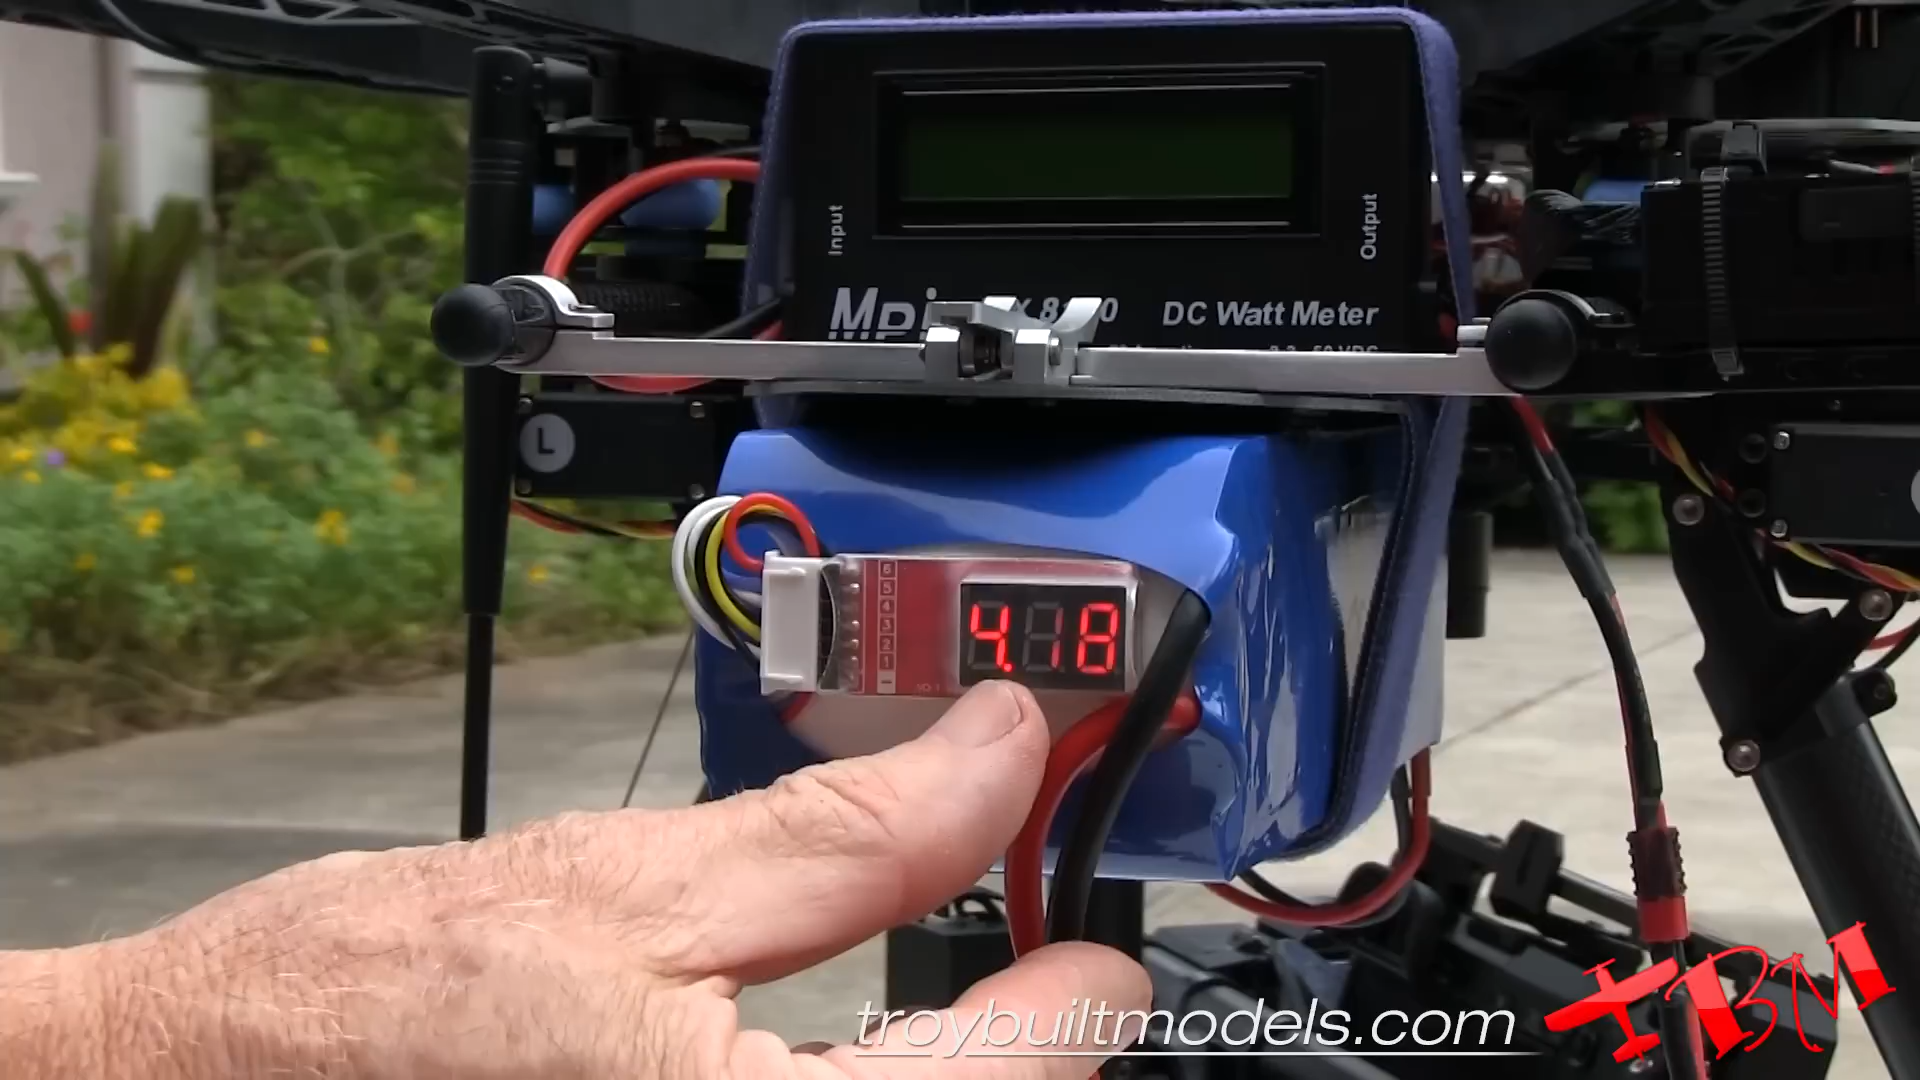 Input
Output
DC Watt Meter
L
6
5
4
3
2
1
-
4.18
troybuiltmodels.com
TBM